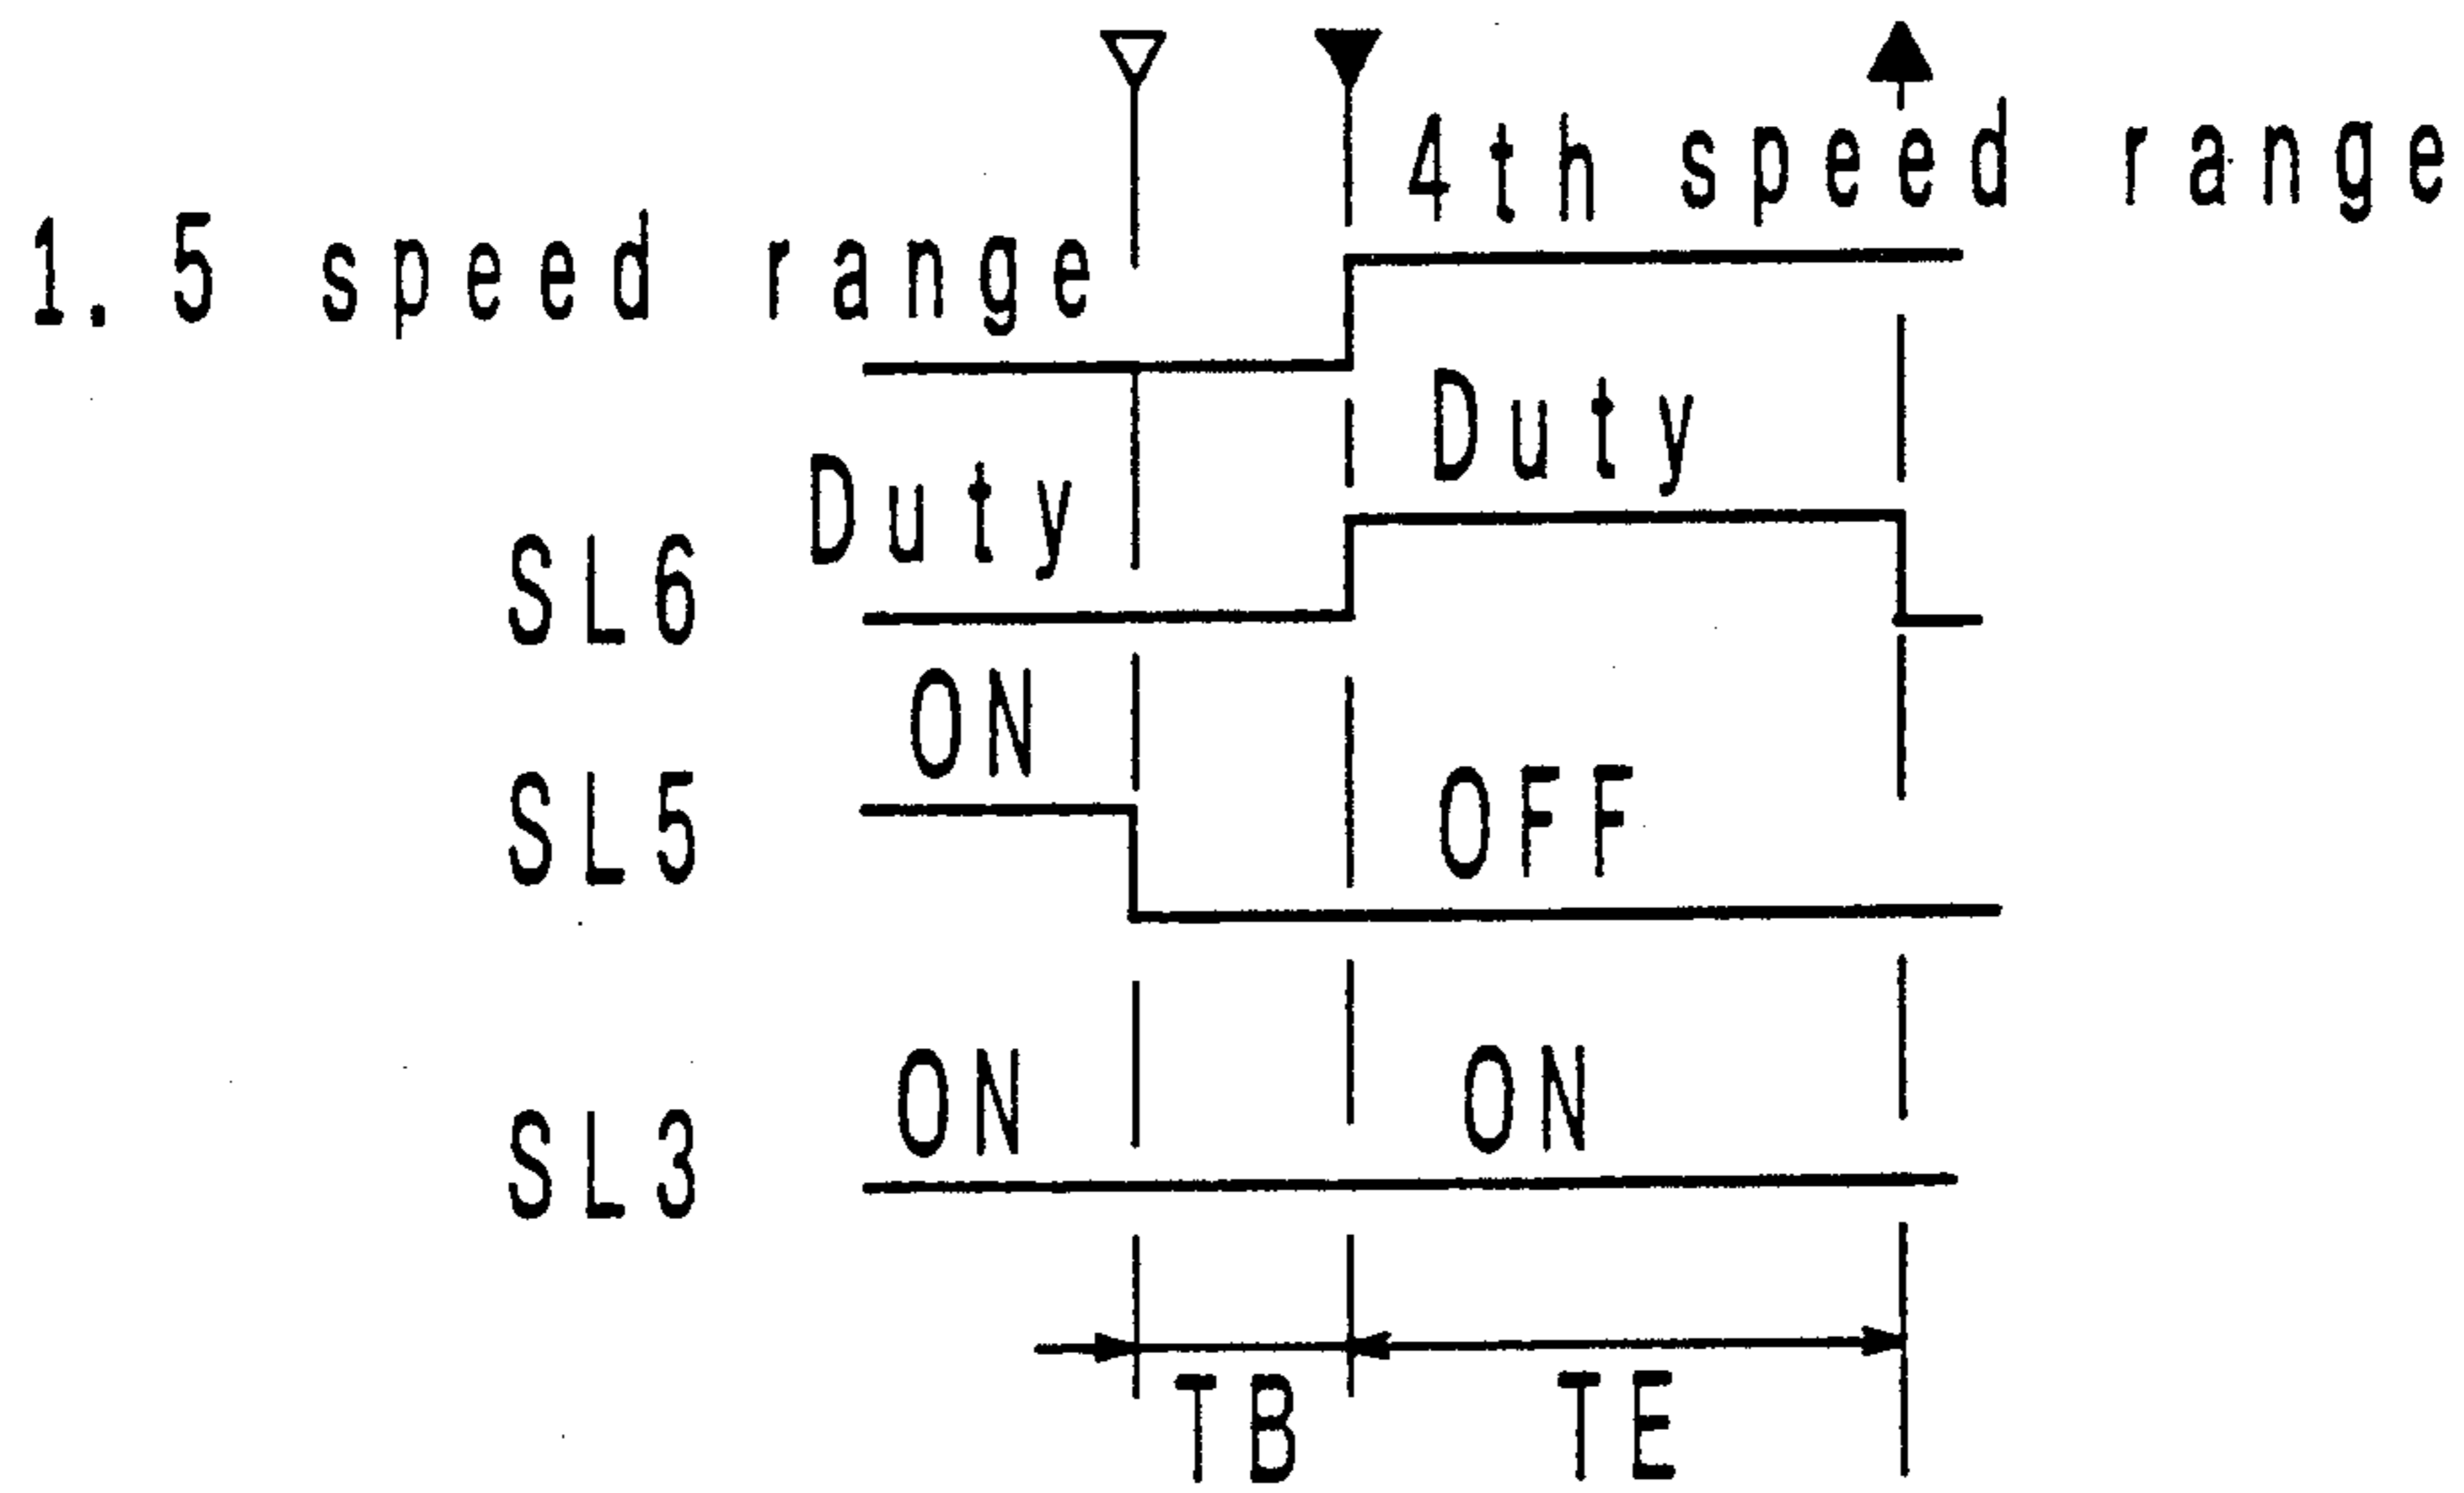 4th speed range
1.5 speed range
Duty
Duty
SL6
ON
SL5
OFF
ON
ON
SL3
TB
TE